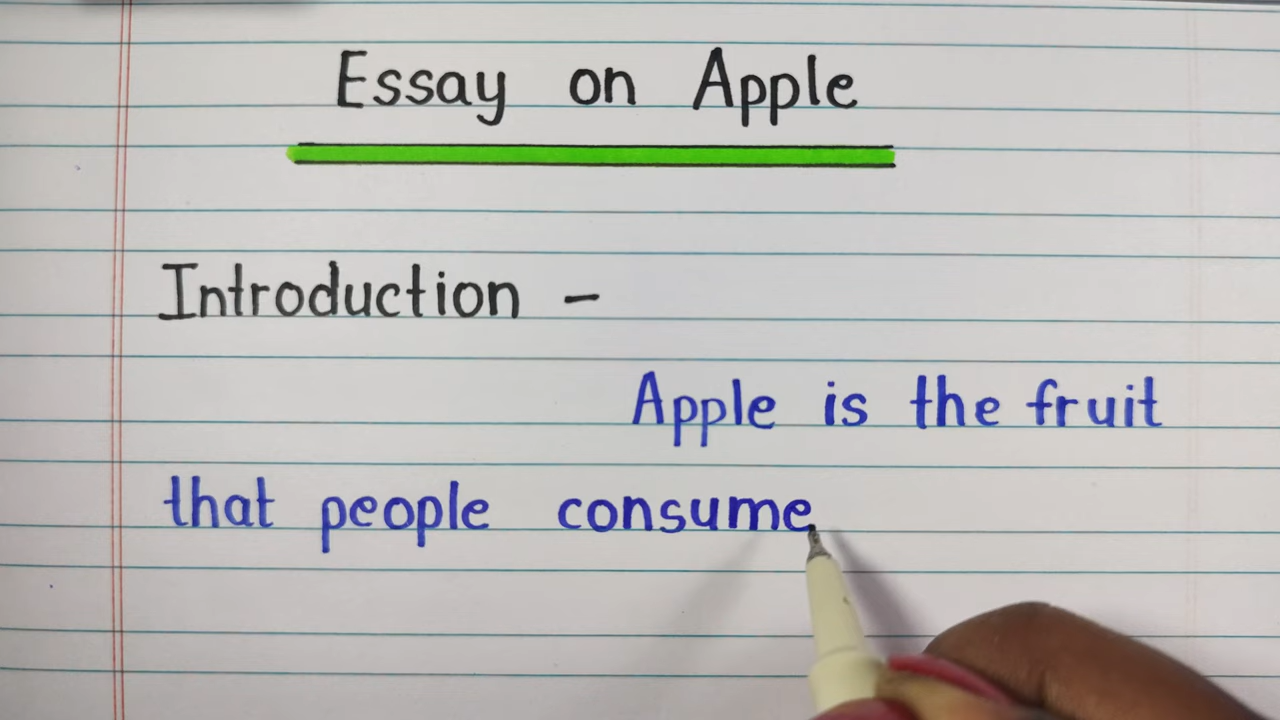 Essay on Apple
Introduction -
Apple is the fruit
that people consume